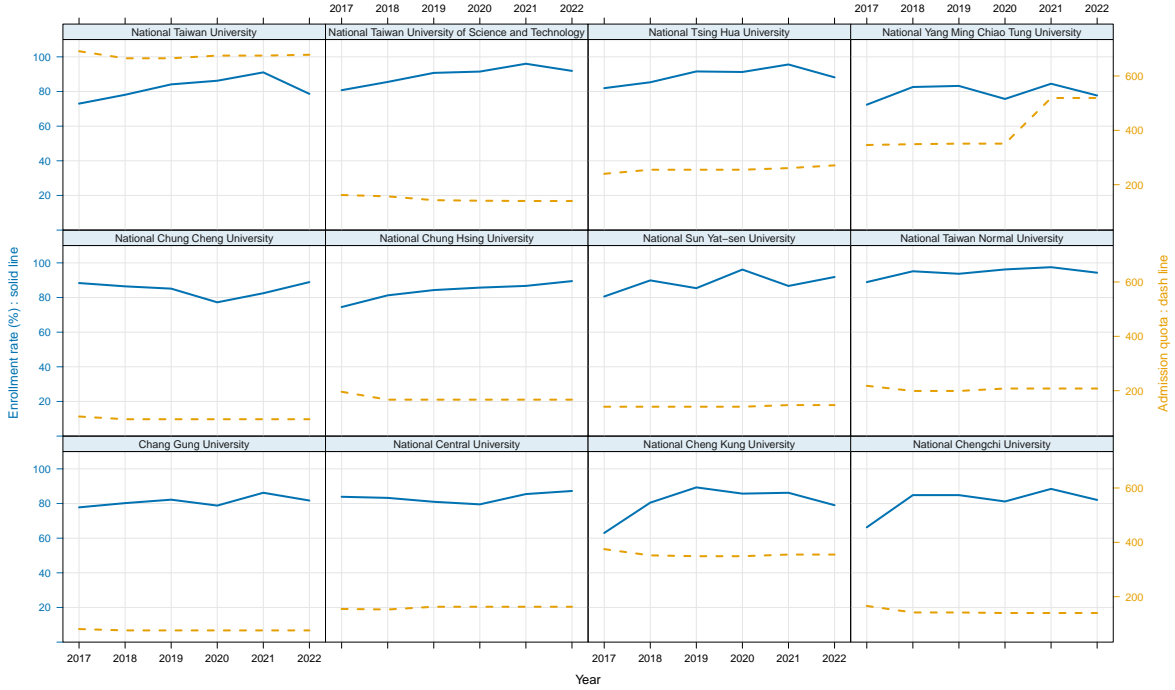 2017 2018 2019 2020 2021 2022
2017 2018 2019 2020 2021 2022
National Taiwan University
National Taiwan University of Science and Technology
National Tsing Hua University
National Yang Ming Chiao Tung University
100
80
60
40
20
600
400
200
National Chung Cheng University
National Chung Hsing University
National Sun Yat−sen University
National Taiwan Normal University
100
80
60
40
20
600
400
200
Enrollment rate (%) : solid line
Admission quota : dash line
Chang Gung University
National Central University
National Cheng Kung University
National Chengchi University
100
80
60
40
20
600
400
200
2017 2018 2019 2020 2021 2022
2017 2018 2019 2020 2021 2022
Year